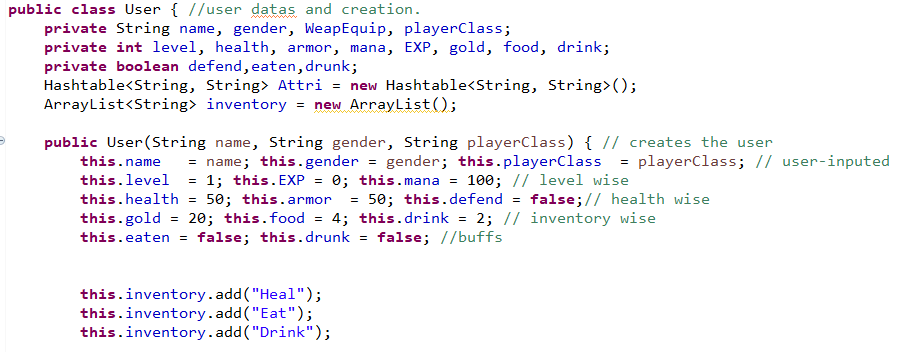 public class User { //user datas and creation.
    private String name, gender, WeapEquip, playerClass;
    private int level, health, armor, mana, EXP, gold, food, drink;
    private boolean defend,eaten,drunk;
    Hashtable<String, String> Attri = new Hashtable<String, String>();
    ArrayList<String> inventory = new ArrayList();
    public User(String name, String gender, String playerClass) { // creates the user
        this.name   = name; this.gender = gender; this.playerClass  = playerClass; // user-inputed
        this.level  = 1; this.EXP = 0; this.mana = 100; // level wise
        this.health = 50; this.armor  = 50; this.defend = false;// health wise
        this.gold = 20; this.food = 4; this.drink = 2; // inventory wise
        this.eaten = false; this.drunk = false; //buffs
        this.inventory.add("Heal");
        this.inventory.add("Eat");
        this.inventory.add("Drink");